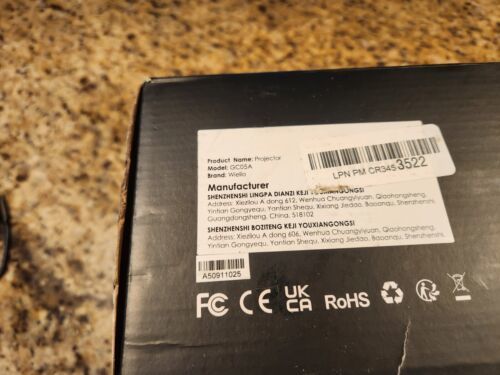 Product Name: Projector
Model: GC05A
Brand: Wielio
LPN PM CR3453522
Manufacturer
SHENZHENSHI LINGPA DIANZI KEJI YOUXIANGONGSI
Address: Xiezilou A dong 612, Wenhua Chuangyiyuan, Qiaohongsheng,
Yintian Gongyequ, Yantian Shequ, Xixiang Jiedao, Baoanqu, Shenzhenshi,
Guangdongsheng, China, 518102
SHENZHENSHI BOZITENG KEJI YOUXIANGONGSI
Address: Xiezilou A dong 606, Wenhua Chuangyiyuan, Qiaohongsheng,
Yintian Gongyequ, Yantian Shequ, Xixiang Jiedao, Baoanqu, Shenzhenshi
A50911025
FC CE UK CA RoHS